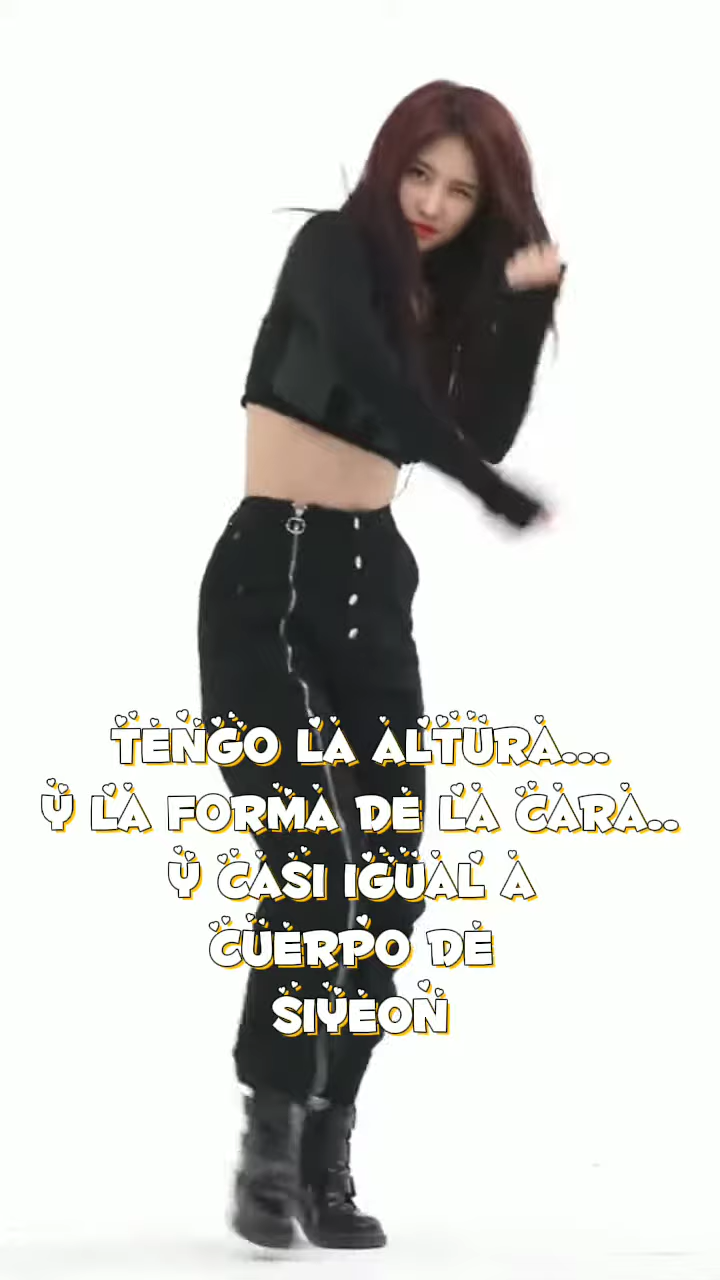 TENGO LA ALTURA...
Y LA FORMA DE LA CARA..
Y CASI IGUAL A
CUERPO DE
SIYEON